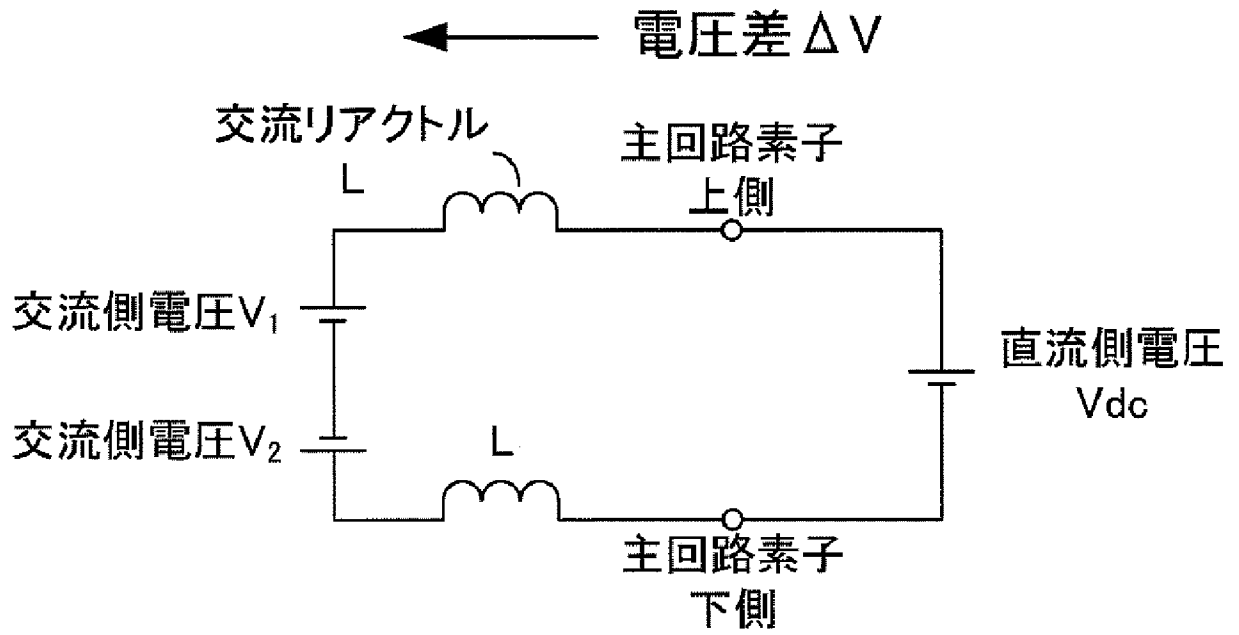 電圧差ΔV
交流リアクトル
L
主回路素子
上側
交流側電圧V₁
直流側電圧
Vdc
交流側電圧V₂
L
主回路素子
下側